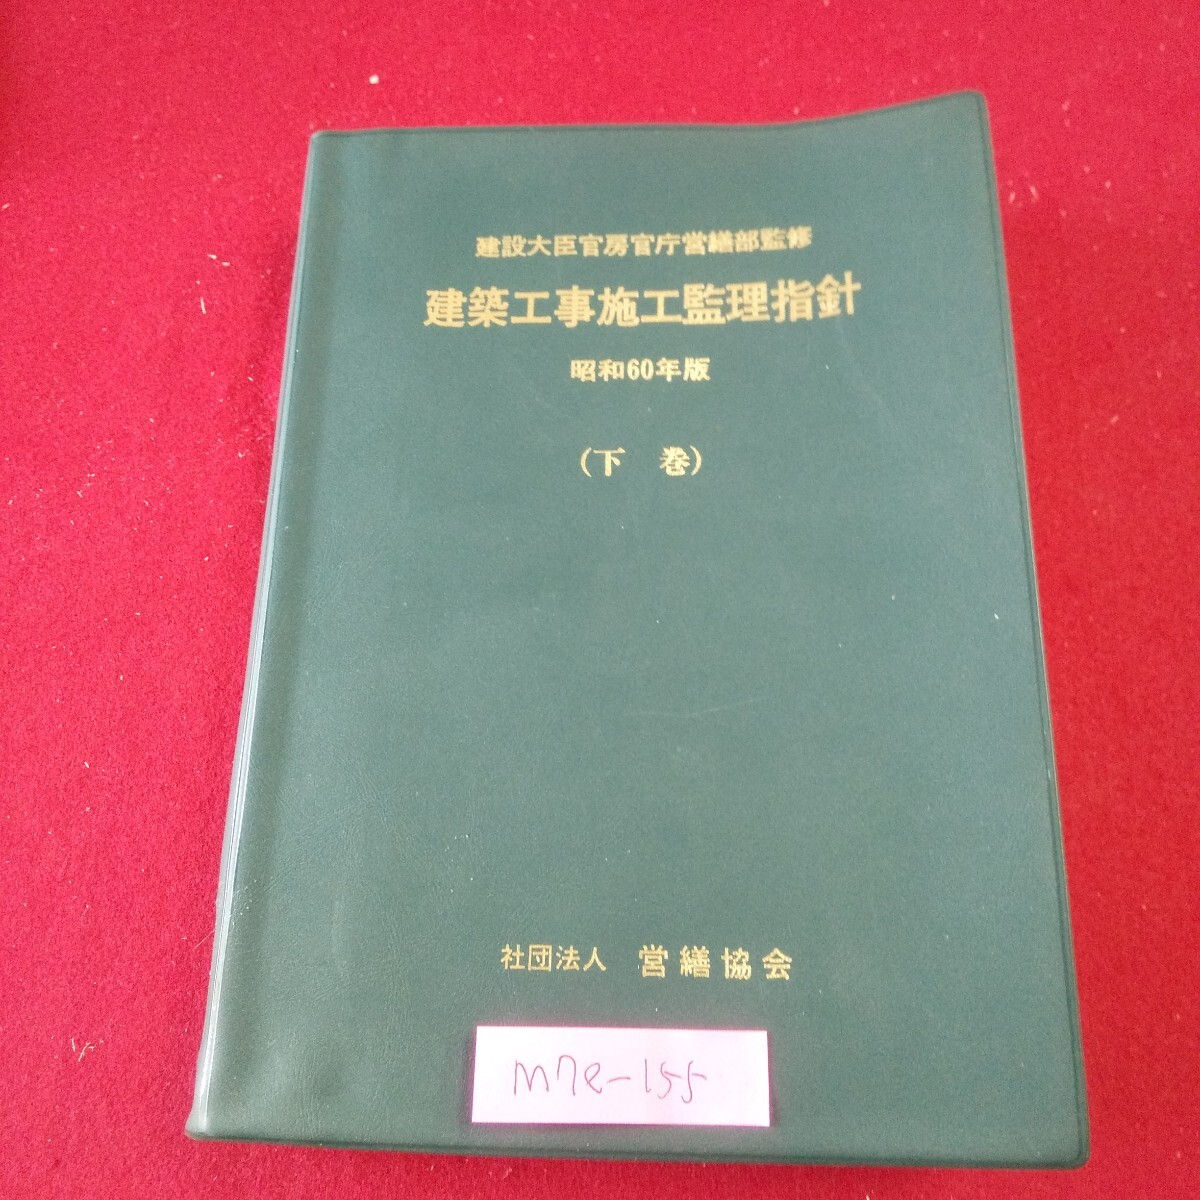 建設大臣官房官庁営繕部監修
建築工事施工監理指針
昭和60年版
(下 巻)
社団法人 営繕協会
m7e-155